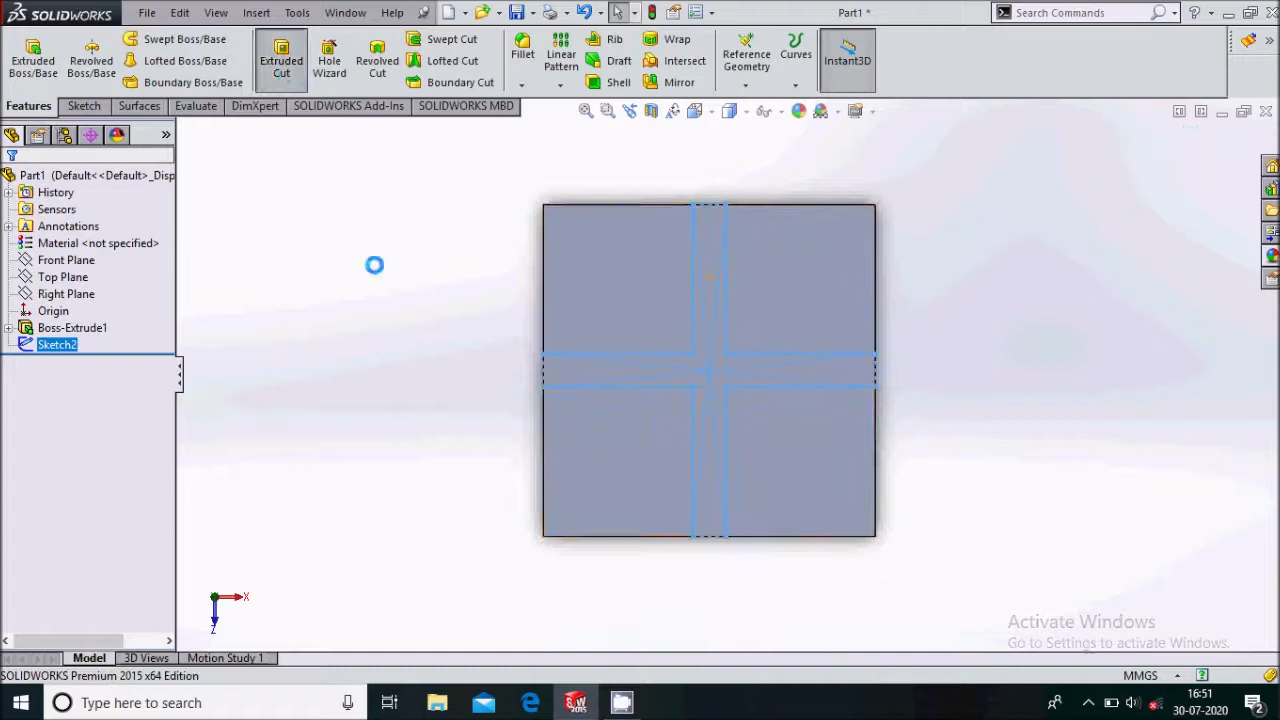 SOLIDWORKS File Edit View Insert Tools Window Help Part1 * Search Commands
Extruded Boss/Base Revolved Boss/Base Swept Boss/Base Lofted Boss/Base Boundary Boss/Base Extruded Cut Hole Wizard Revolved Cut Swept Cut Lofted Cut Boundary Cut Fillet Linear Pattern Rib Draft Shell Wrap Intersect Mirror Reference Geometry Curves Instant3D
Features Sketch Surfaces Evaluate DimXpert SOLIDWORKS Add-Ins SOLIDWORKS MBD
Part1 (Default<<Default>_Disp
History
Sensors
Annotations
Material <not specified>
Front Plane
Top Plane
Right Plane
Origin
Boss-Extrude1
Sketch2
X
Z
Activate Windows
Go to Settings to activate Windows.
Model 3D Views Motion Study 1
SOLIDWORKS Premium 2015 x64 Edition MMGS
Type here to search 16:51
30-07-2020